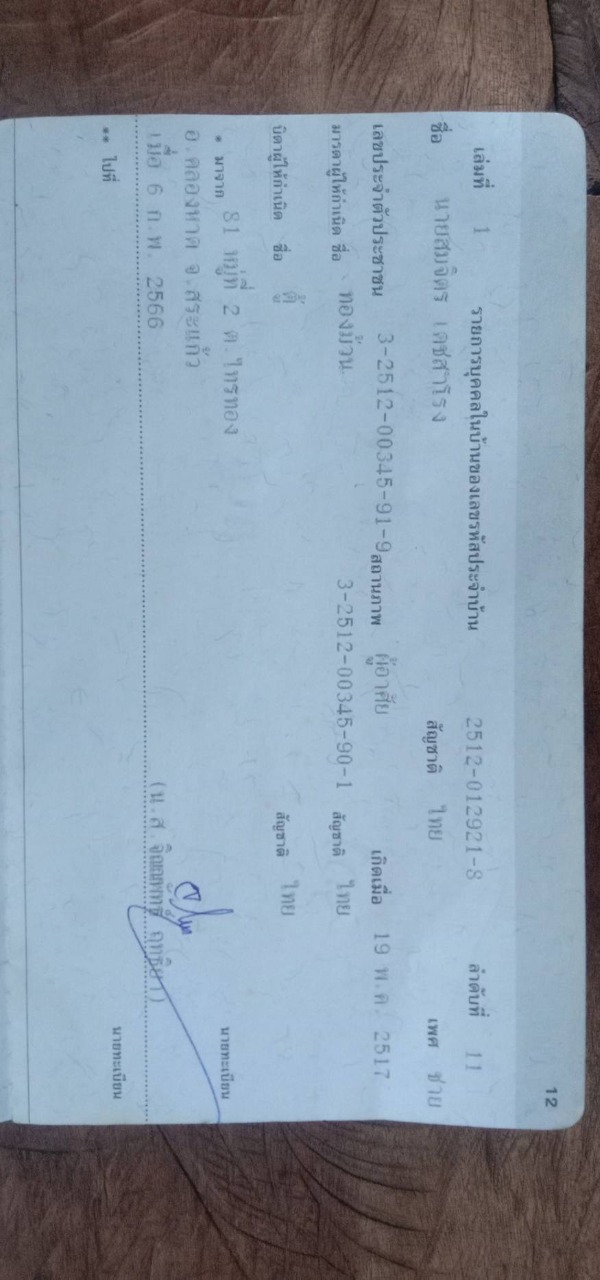 12
เล่มที่ 1 รายการบุคคลในบ้านของเลขรหัสประจำบ้าน 2512-012921-8 ลำดับที่ 11
ชื่อ นายสมจิตร เดชสำโรง สัญชาติ ไทย เพศ ชาย
เลขประจำตัวประชาชน 3-2512-00345-91-9 สถานภาพ ผู้อาศัย เกิดเมื่อ 19 พ.ค. 2517
มารดาผู้ให้กำเนิด ชื่อ ทองม้วน 3-2512-00345-90-1 สัญชาติ ไทย
บิดาผู้ให้กำเนิด ชื่อ ตี๋ สัญชาติ ไทย
* มาจาก 81 หมู่ที่ 2 ต.ไทรทอง นายทะเบียน
อ.คลองหาด จ.สระแก้ว
เมื่อ 6 ก.พ. 2566 (น.ส.
** ไปที่ นายทะเบียน